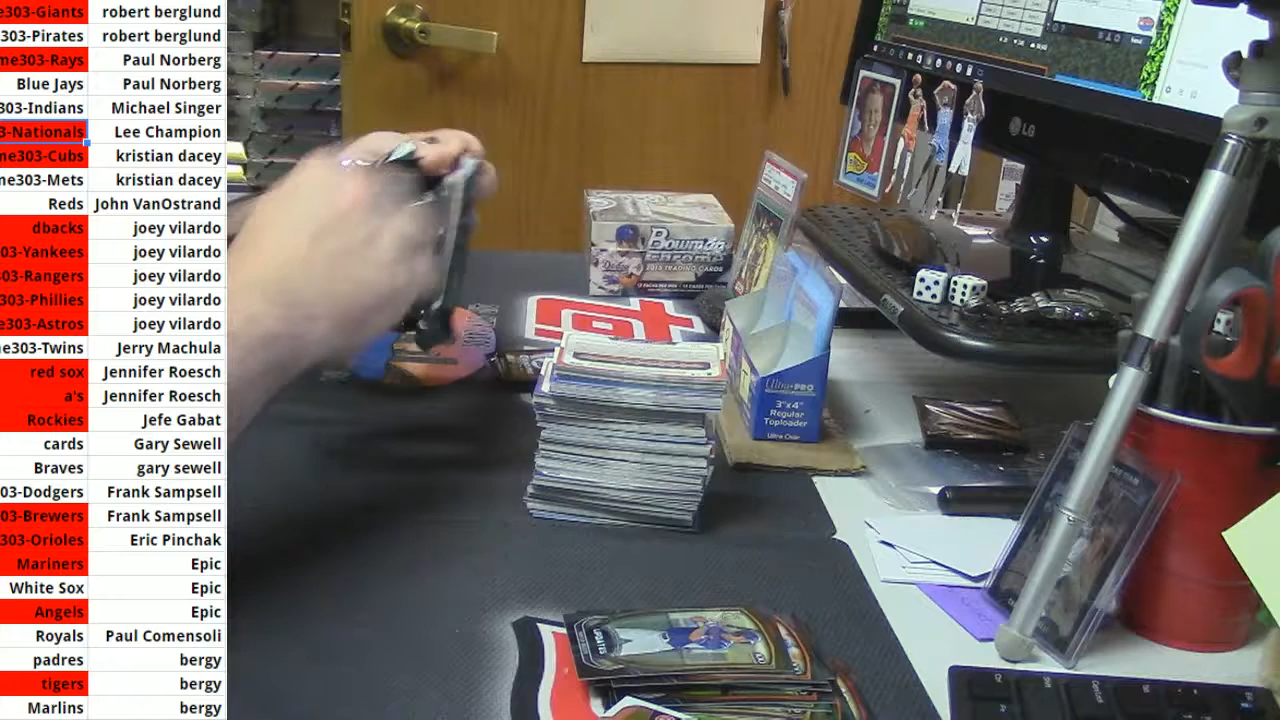 e303-Giants robert berglund
303-Pirates robert berglund
me303-Rays Paul Norberg
Blue Jays Paul Norberg
03-Indians Michael Singer
3-Nationals Lee Champion
ne303-Cubs kristian dacey
me303-Mets kristian dacey
Reds John VanOstrand
dbacks joey vilardo
03-Yankees joey vilardo
03-Rangers joey vilardo
303-Phillies joey vilardo
e303-Astros joey vilardo
e303-Twins Jerry Machula
red sox Jennifer Roesch
a's Jennifer Roesch
Rockies Jefe Gabat
cards Gary Sewell
Braves gary sewell
03-Dodgers Frank Sampsell
03-Brewers Frank Sampsell
303-Orioles Eric Pinchak
Mariners Epic
White Sox Epic
Angels Epic
Royals Paul Comensoli
padres bergy
tigers bergy
Marlins bergy
LG
Bowman
Chrome
2015 TRADING CARDS
Ultra•PRO
3"x4"
Regular
Toploader
Ultra Clear